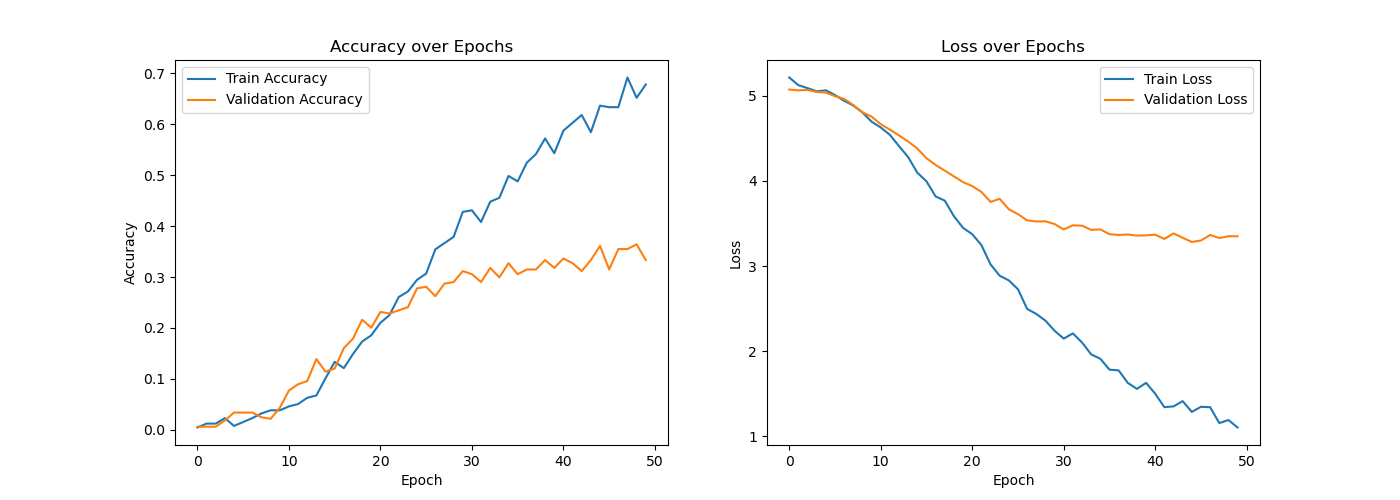 Accuracy over Epochs
Train Accuracy
Validation Accuracy
0.7
0.6
0.5
0.4
0.3
0.2
0.1
0.0
Accuracy
0 10 20 30 40 50
Epoch
Loss over Epochs
Train Loss
Validation Loss
5
4
3
2
1
Loss
0 10 20 30 40 50
Epoch